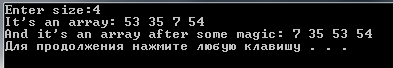 Enter size:4
It's an array: 53 35 7 54
And it's an array after some magic: 7 35 53 54
Для продолжения нажмите любую клавишу . . .